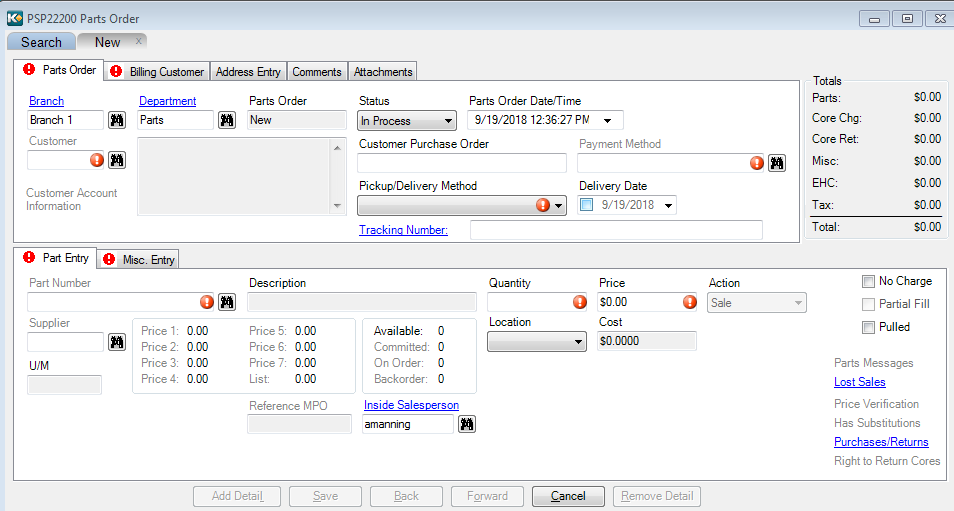 PSP22200 Parts Order
Search New x
Parts Order Billing Customer Address Entry Comments Attachments
Branch Department Parts Order Status Parts Order Date/Time
Branch 1 Parts New In Process 9/19/2018 12:36:27 PM
Customer Customer Purchase Order Payment Method
Customer Account
Information
Pickup/Delivery Method Delivery Date
9/19/2018
Tracking Number:
Totals
Parts: $0.00
Core Chg: $0.00
Core Ret: $0.00
Misc: $0.00
EHC: $0.00
Tax: $0.00
Total: $0.00
Part Entry Misc. Entry
Part Number Description Quantity Price Action
$0.00 Sale
Supplier Location Cost
$0.0000
U/M
Price 1: 0.00 Price 5: 0.00
Price 2: 0.00 Price 6: 0.00
Price 3: 0.00 Price 7: 0.00
Price 4: 0.00 List: 0.00
Available: 0
Committed: 0
On Order: 0
Backorder: 0
Reference MPO Inside Salesperson
amanning
No Charge
Partial Fill
Pulled
Parts Messages
Lost Sales
Price Verification
Has Substitutions
Purchases/Returns
Right to Return Cores
Add Detail Save Back Forward Cancel Remove Detail